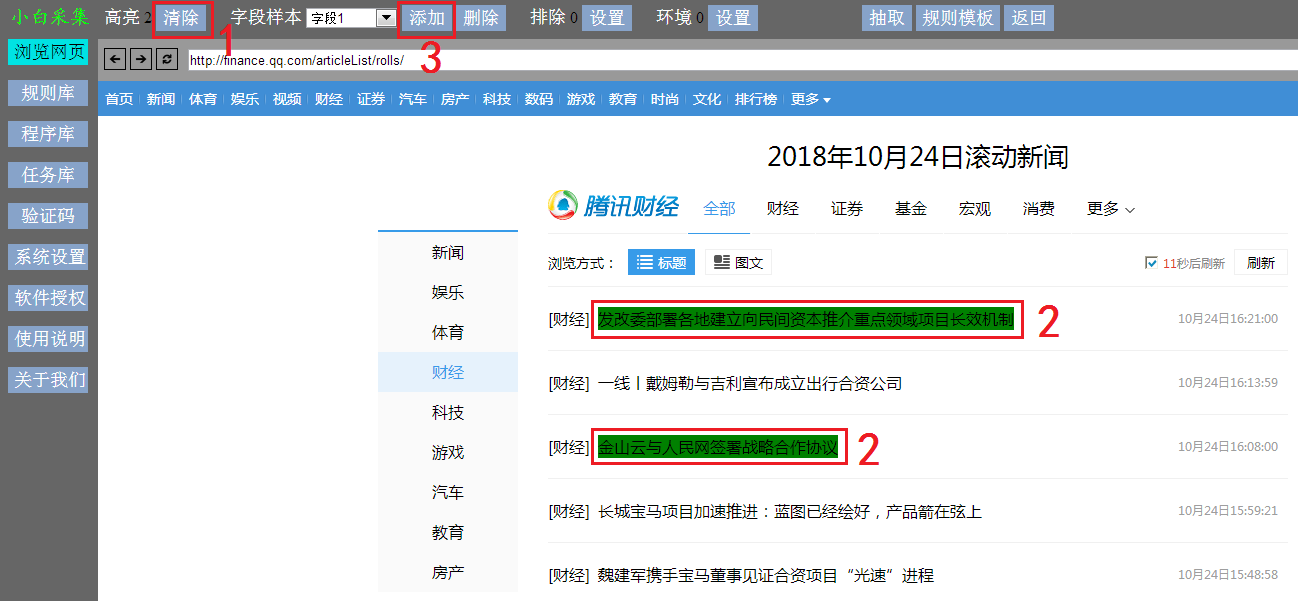 小白采集 高亮 2 清除 字段样本 字段1 添加 删除 排除 0 设置 环境 0 设置 抽取 规则模板 返回
1
浏览网页
3
http://finance.qq.com/articleList/rolls/
规则库
程序库
任务库
验证码
系统设置
软件授权
使用说明
关于我们
首页 新闻 体育 娱乐 视频 财经 证券 汽车 房产 科技 数码 游戏 教育 时尚 文化 排行榜 更多
2018年10月24日滚动新闻
腾讯财经 全部 财经 证券 基金 宏观 消费 更多
新闻
娱乐
体育
财经
科技
游戏
汽车
教育
房产
浏览方式： 标题 图文 11秒后刷新 刷新
[财经] 发改委部署各地建立向民间资本推介重点领域项目长效机制 2 10月24日16:21:00
[财经] 一线丨戴姆勒与吉利宣布成立出行合资公司 10月24日16:13:59
[财经] 金山云与人民网签署战略合作协议 2 10月24日16:08:00
[财经] 长城宝马项目加速推进：蓝图已经绘好，产品箭在弦上 10月24日15:59:21
[财经] 魏建军携手宝马董事见证合资项目“光速”进程 10月24日15:48:58